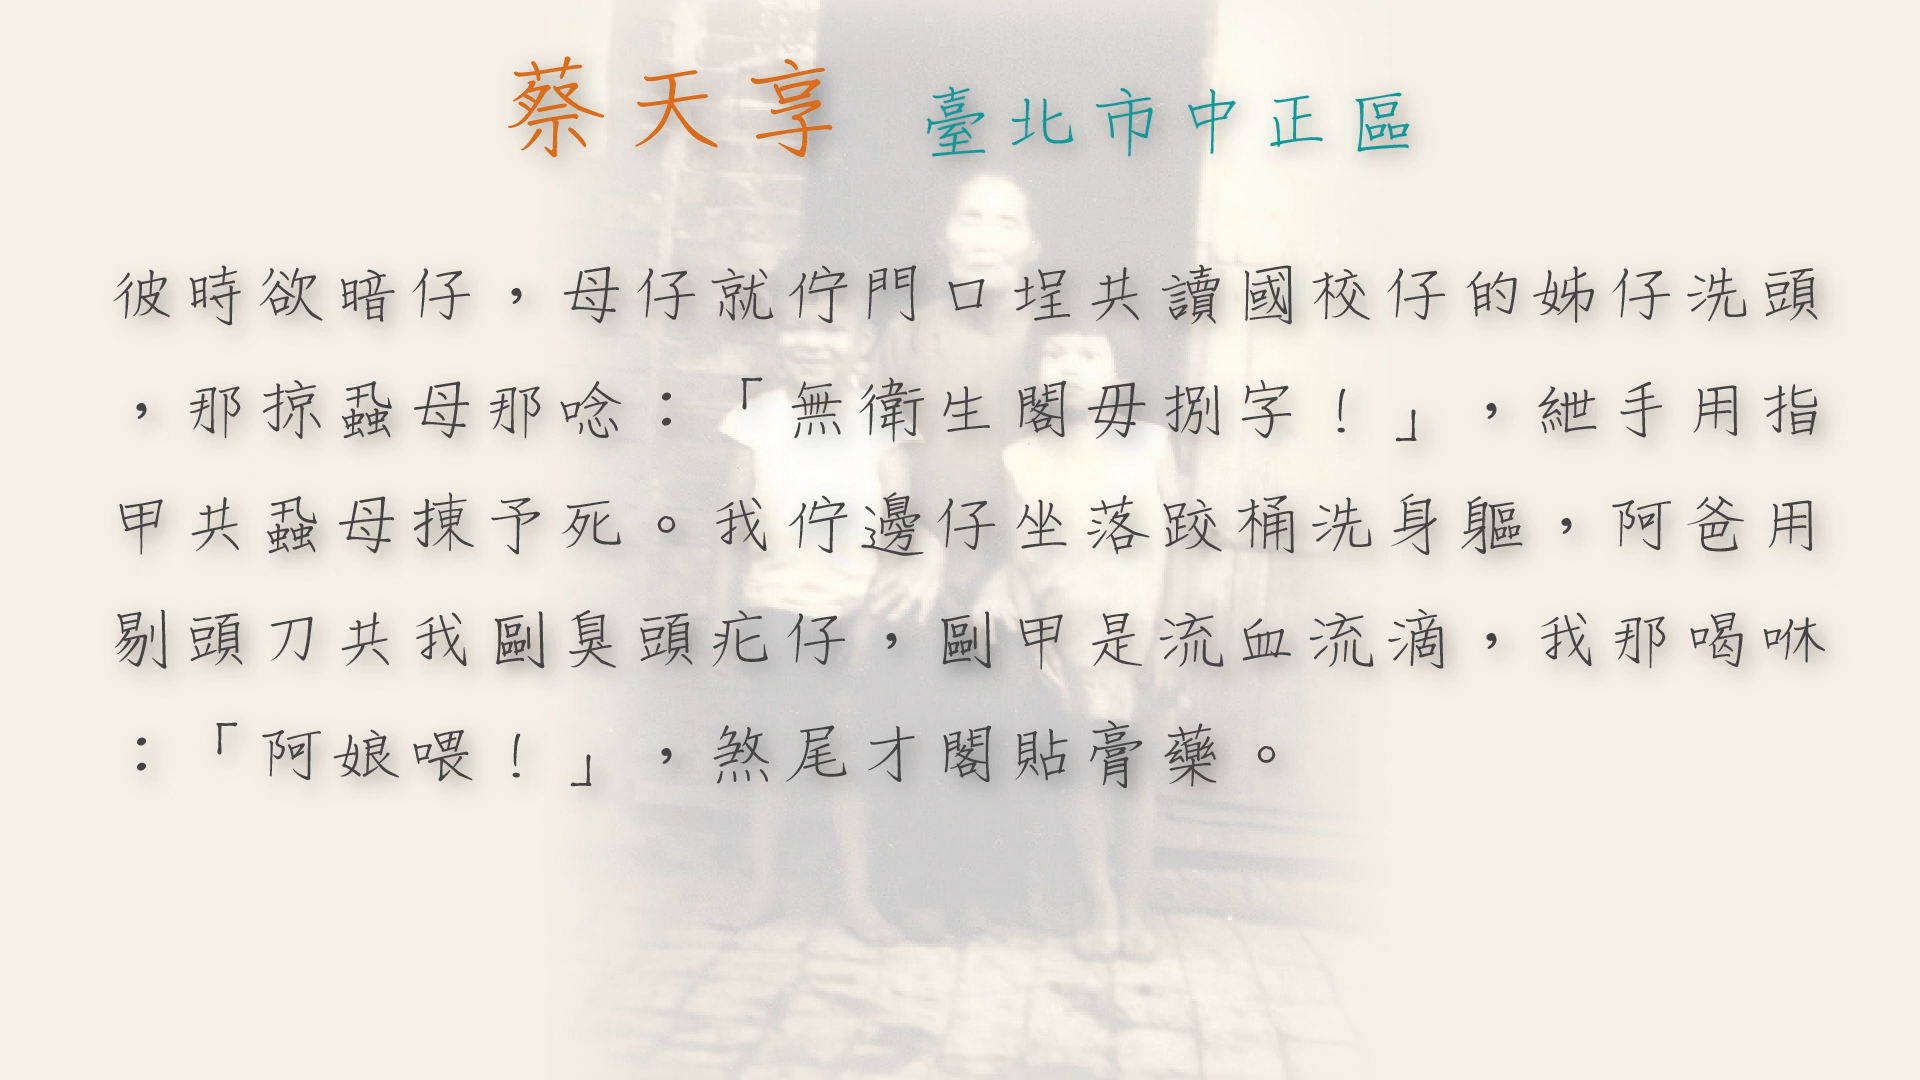 蔡天享 臺北市中正區
彼時欲暗仔，母仔就佇門口埕共讀國校仔的姊仔洗頭
，那掠蝨母那唸：「無衛生閣毋捌字！」，紲手用指
甲共蝨母揀予死。我佇邊仔坐落跤桶洗身軀，阿爸用
剔頭刀共我剾臭頭疕仔，剾甲是流血流滴，我那喝咻
：「阿娘喂！」，煞尾才閣貼膏藥。